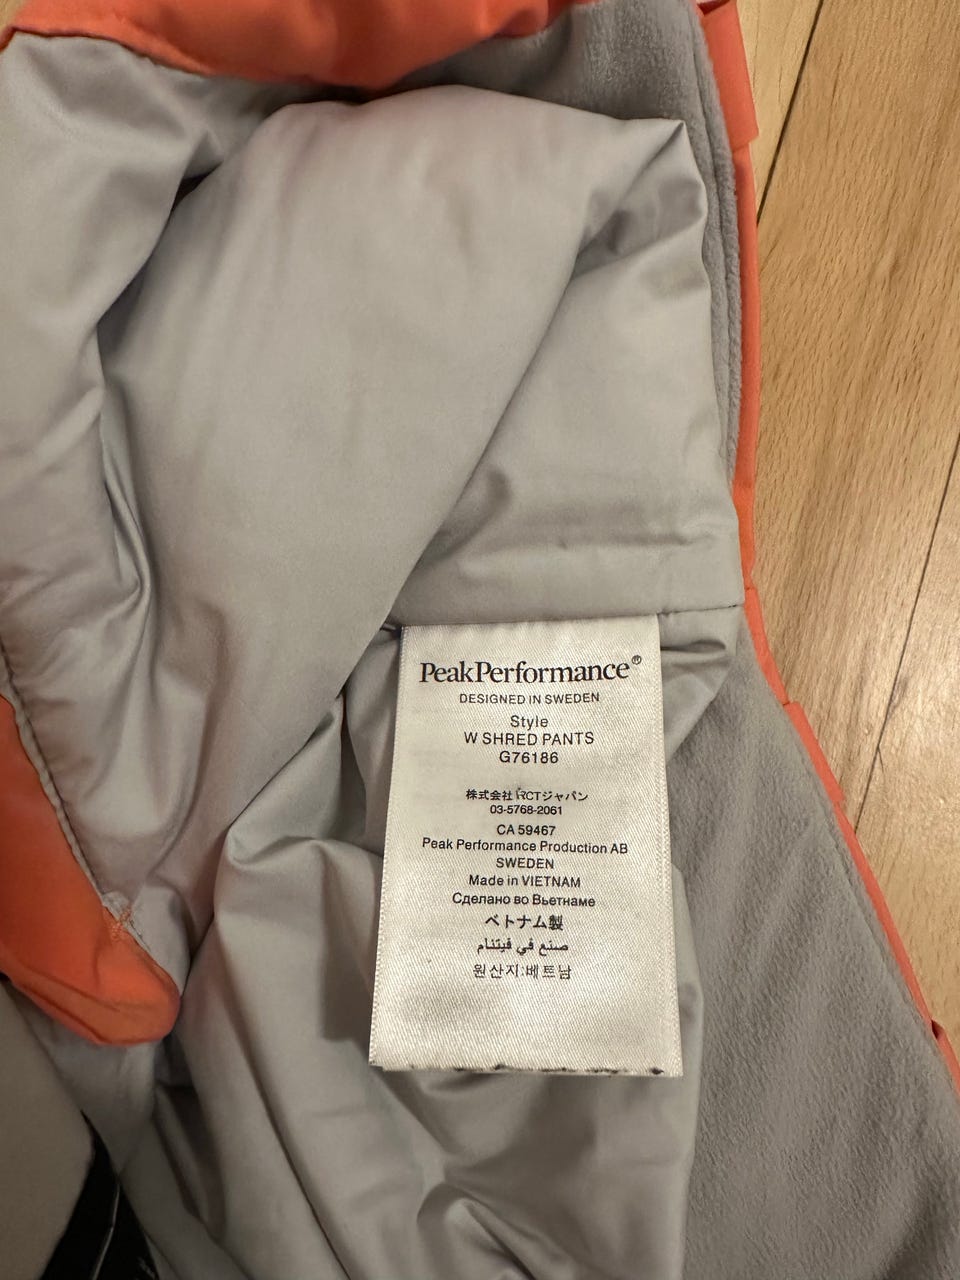 PeakPerformance®
DESIGNED IN SWEDEN
Style
W SHRED PANTS
G76186
株式会社 RCTジャパン
03-5768-2061
CA 59467
Peak Performance Production AB
SWEDEN
Made in VIETNAM
Сделано во Вьетнаме
ベトナム製
صنع في فيتنام
원산지:베트남